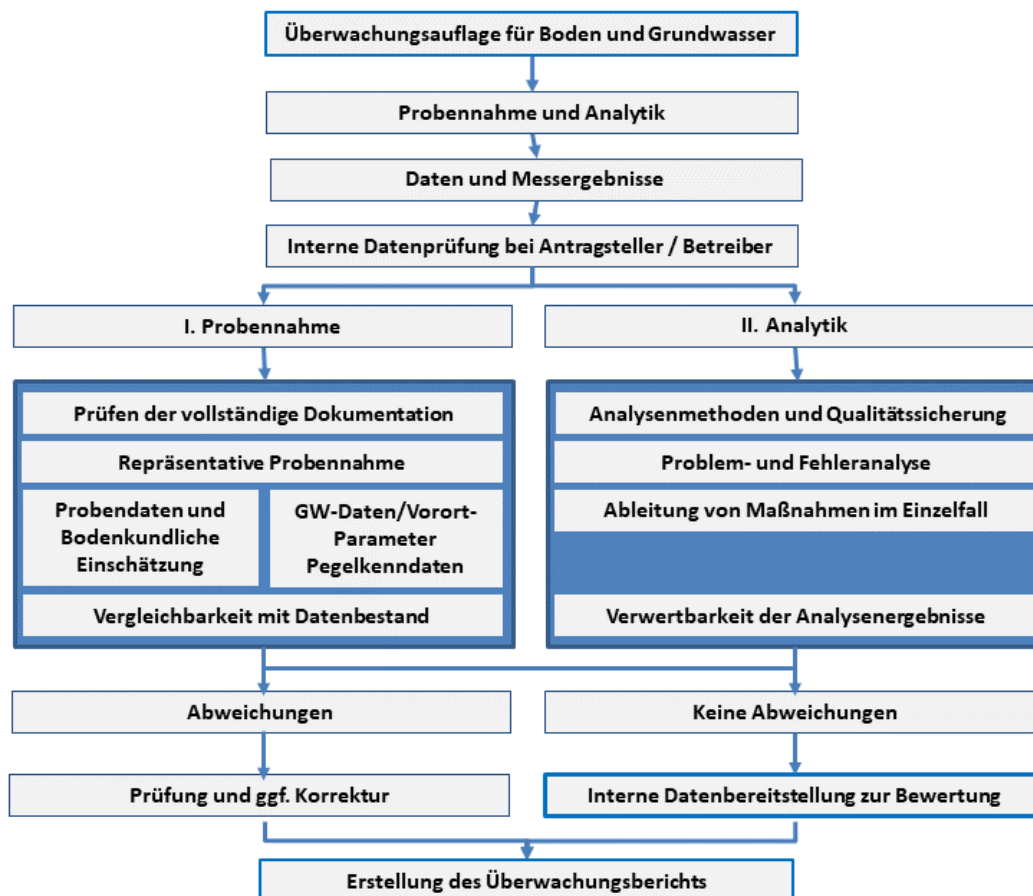 Überwachungsauflage für Boden und Grundwasser
Probennahme und Analytik
Daten und Messergebnisse
Interne Datenprüfung bei Antragsteller / Betreiber
I. Probennahme
II. Analytik
Prüfen der vollständige Dokumentation
Repräsentative Probennahme
Probendaten und
Bodenkundliche
Einschätzung
GW-Daten/Vorort-
Parameter
Pegelkenndaten
Vergleichbarkeit mit Datenbestand
Analysenmethoden und Qualitätssicherung
Problem- und Fehleranalyse
Ableitung von Maßnahmen im Einzelfall
Verwertbarkeit der Analysenergebnisse
Abweichungen
Keine Abweichungen
Prüfung und ggf. Korrektur
Interne Datenbereitstellung zur Bewertung
Erstellung des Überwachungsberichts